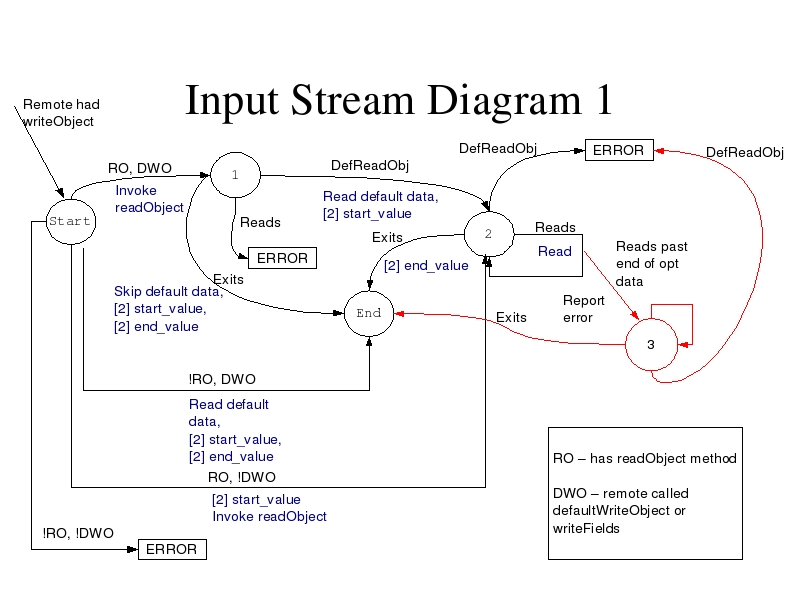 Input Stream Diagram 1
Remote had
writeObject
RO, DWO
Invoke
readObject
1
DefReadObj
Read default data,
[2] start_value
DefReadObj
ERROR
DefReadObj
Start
Reads
ERROR
Exits
[2] end_value
2
Reads
Read
Reads past
end of opt
data
Exits
Skip default data,
[2] start_value,
[2] end_value
End
Report
error
Exits
3
!RO, DWO
Read default
data,
[2] start_value,
[2] end_value
RO, !DWO
[2] start_value
Invoke readObject
!RO, !DWO
ERROR
RO – has readObject method
DWO – remote called
defaultWriteObject or
writeFields